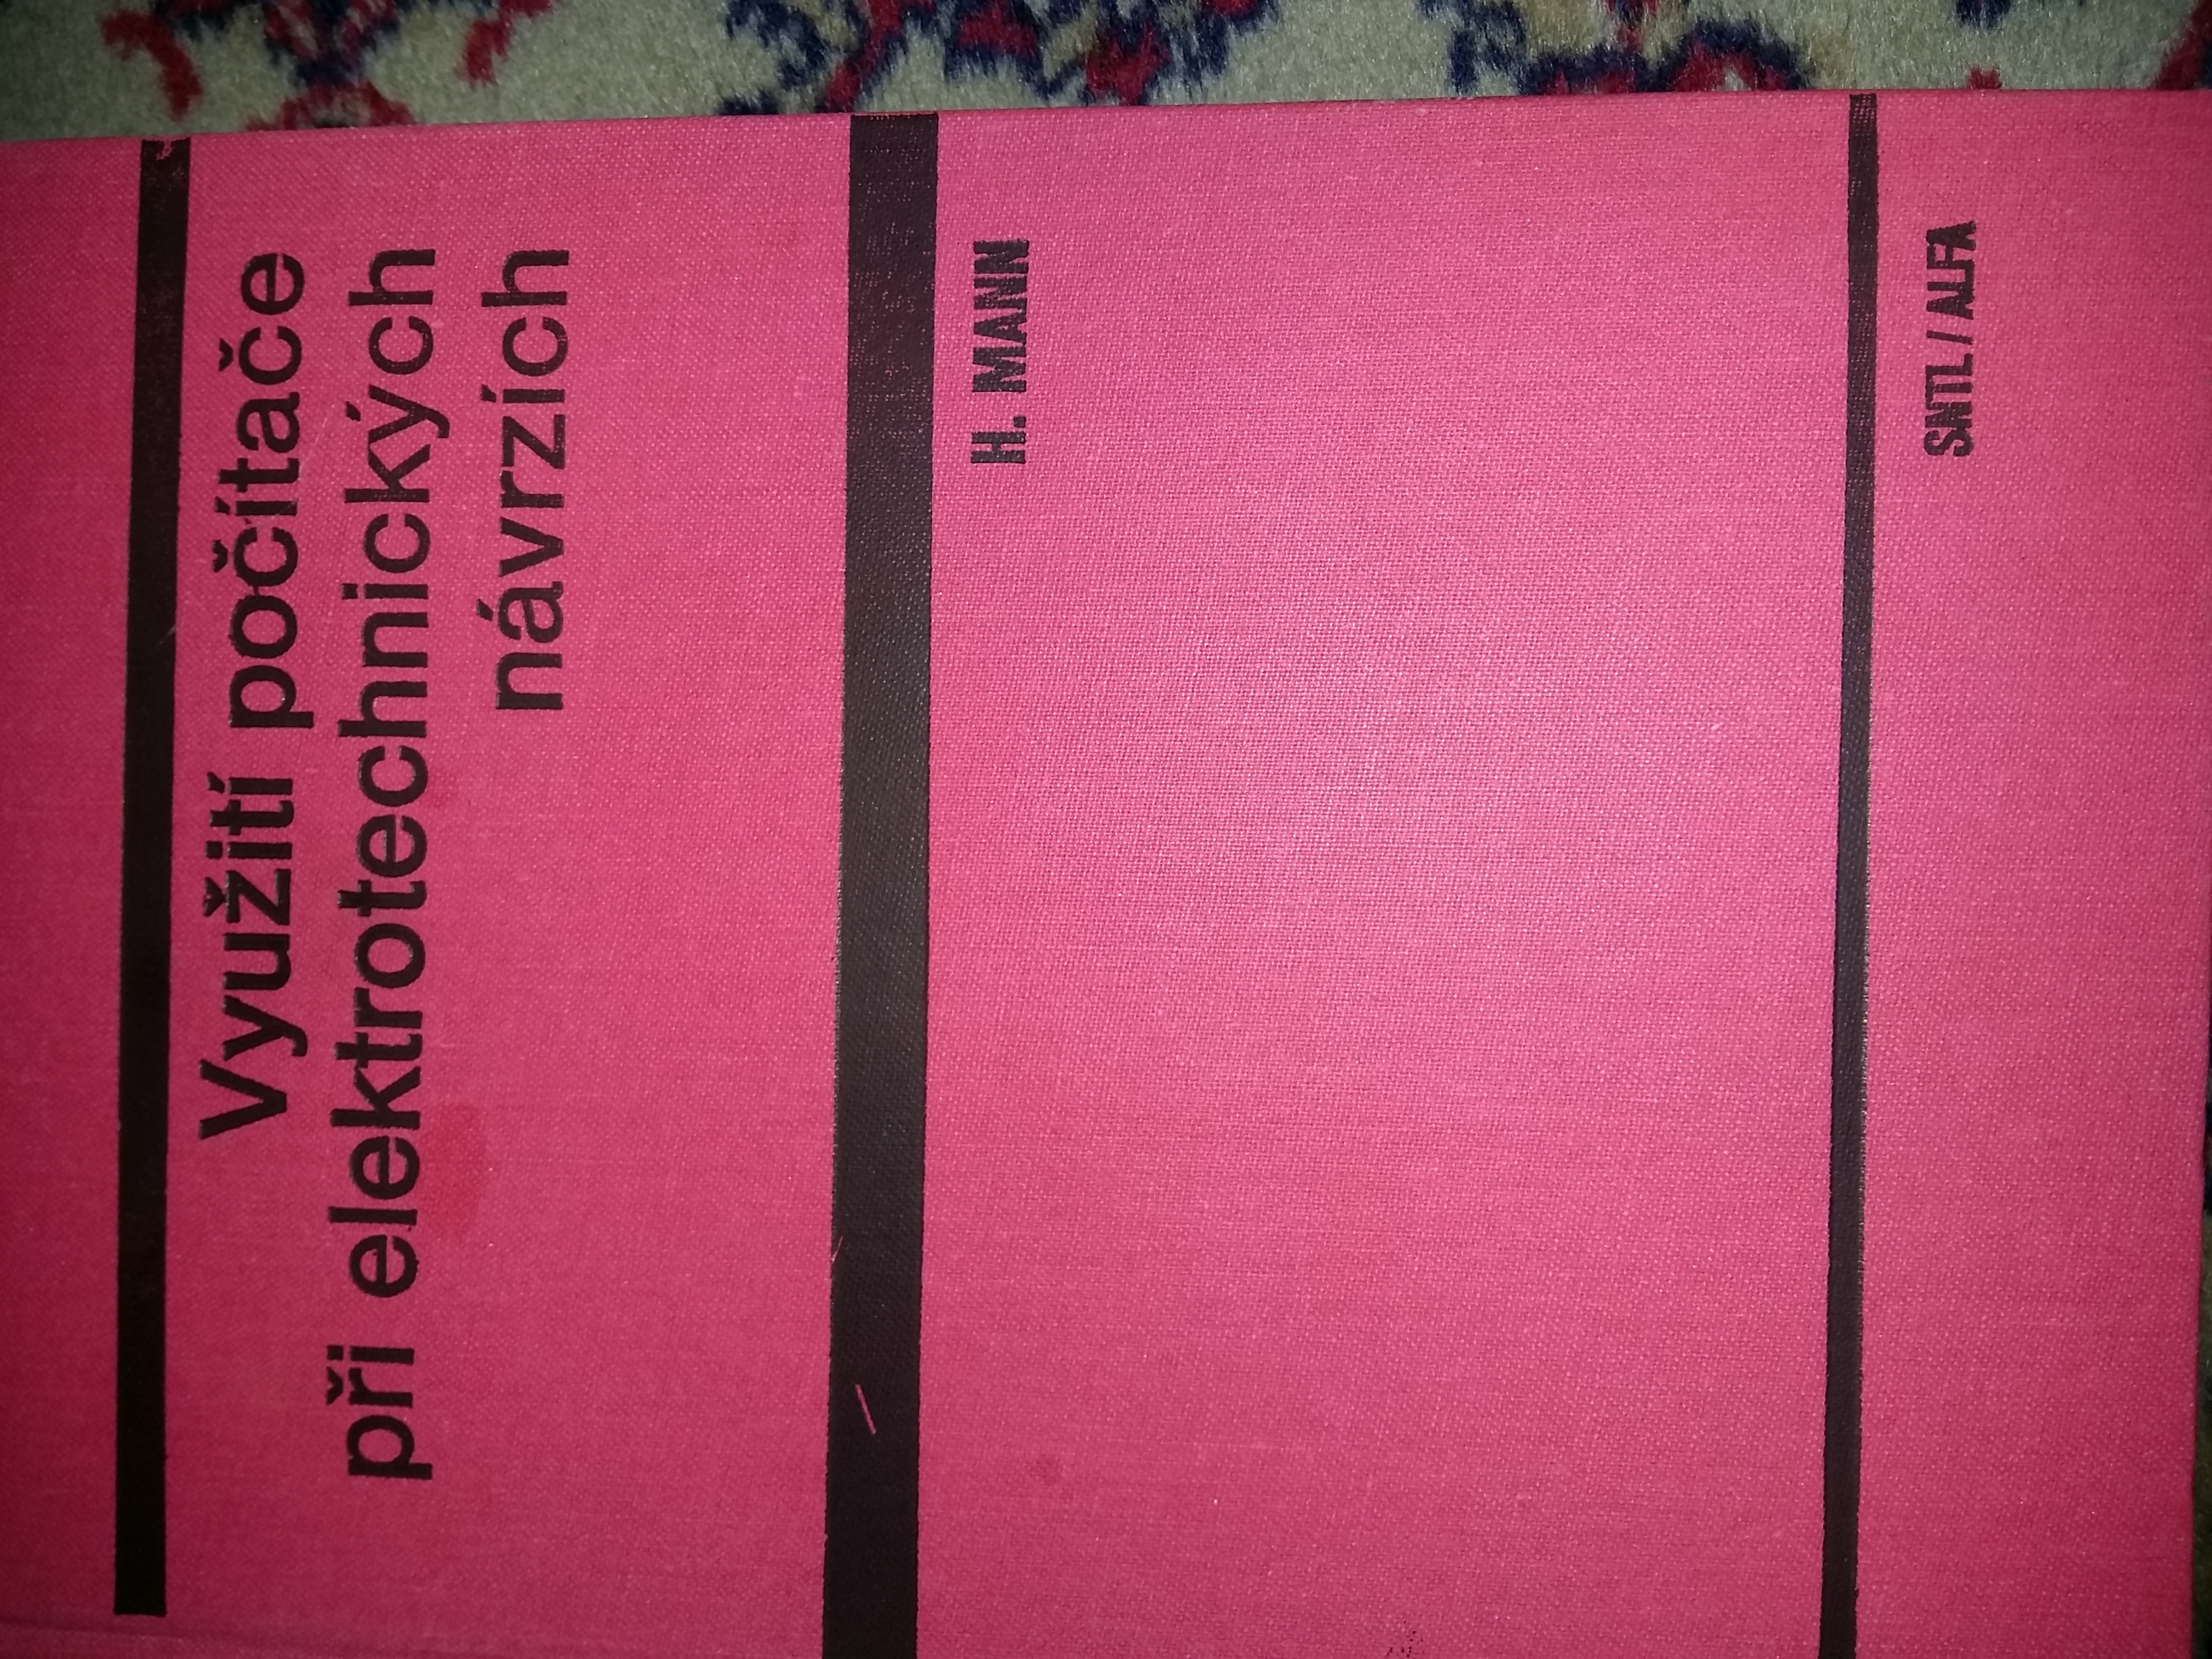 Využití počítače
při elektrotechnických
návrzích
H. MANN
SNTL / ALFA